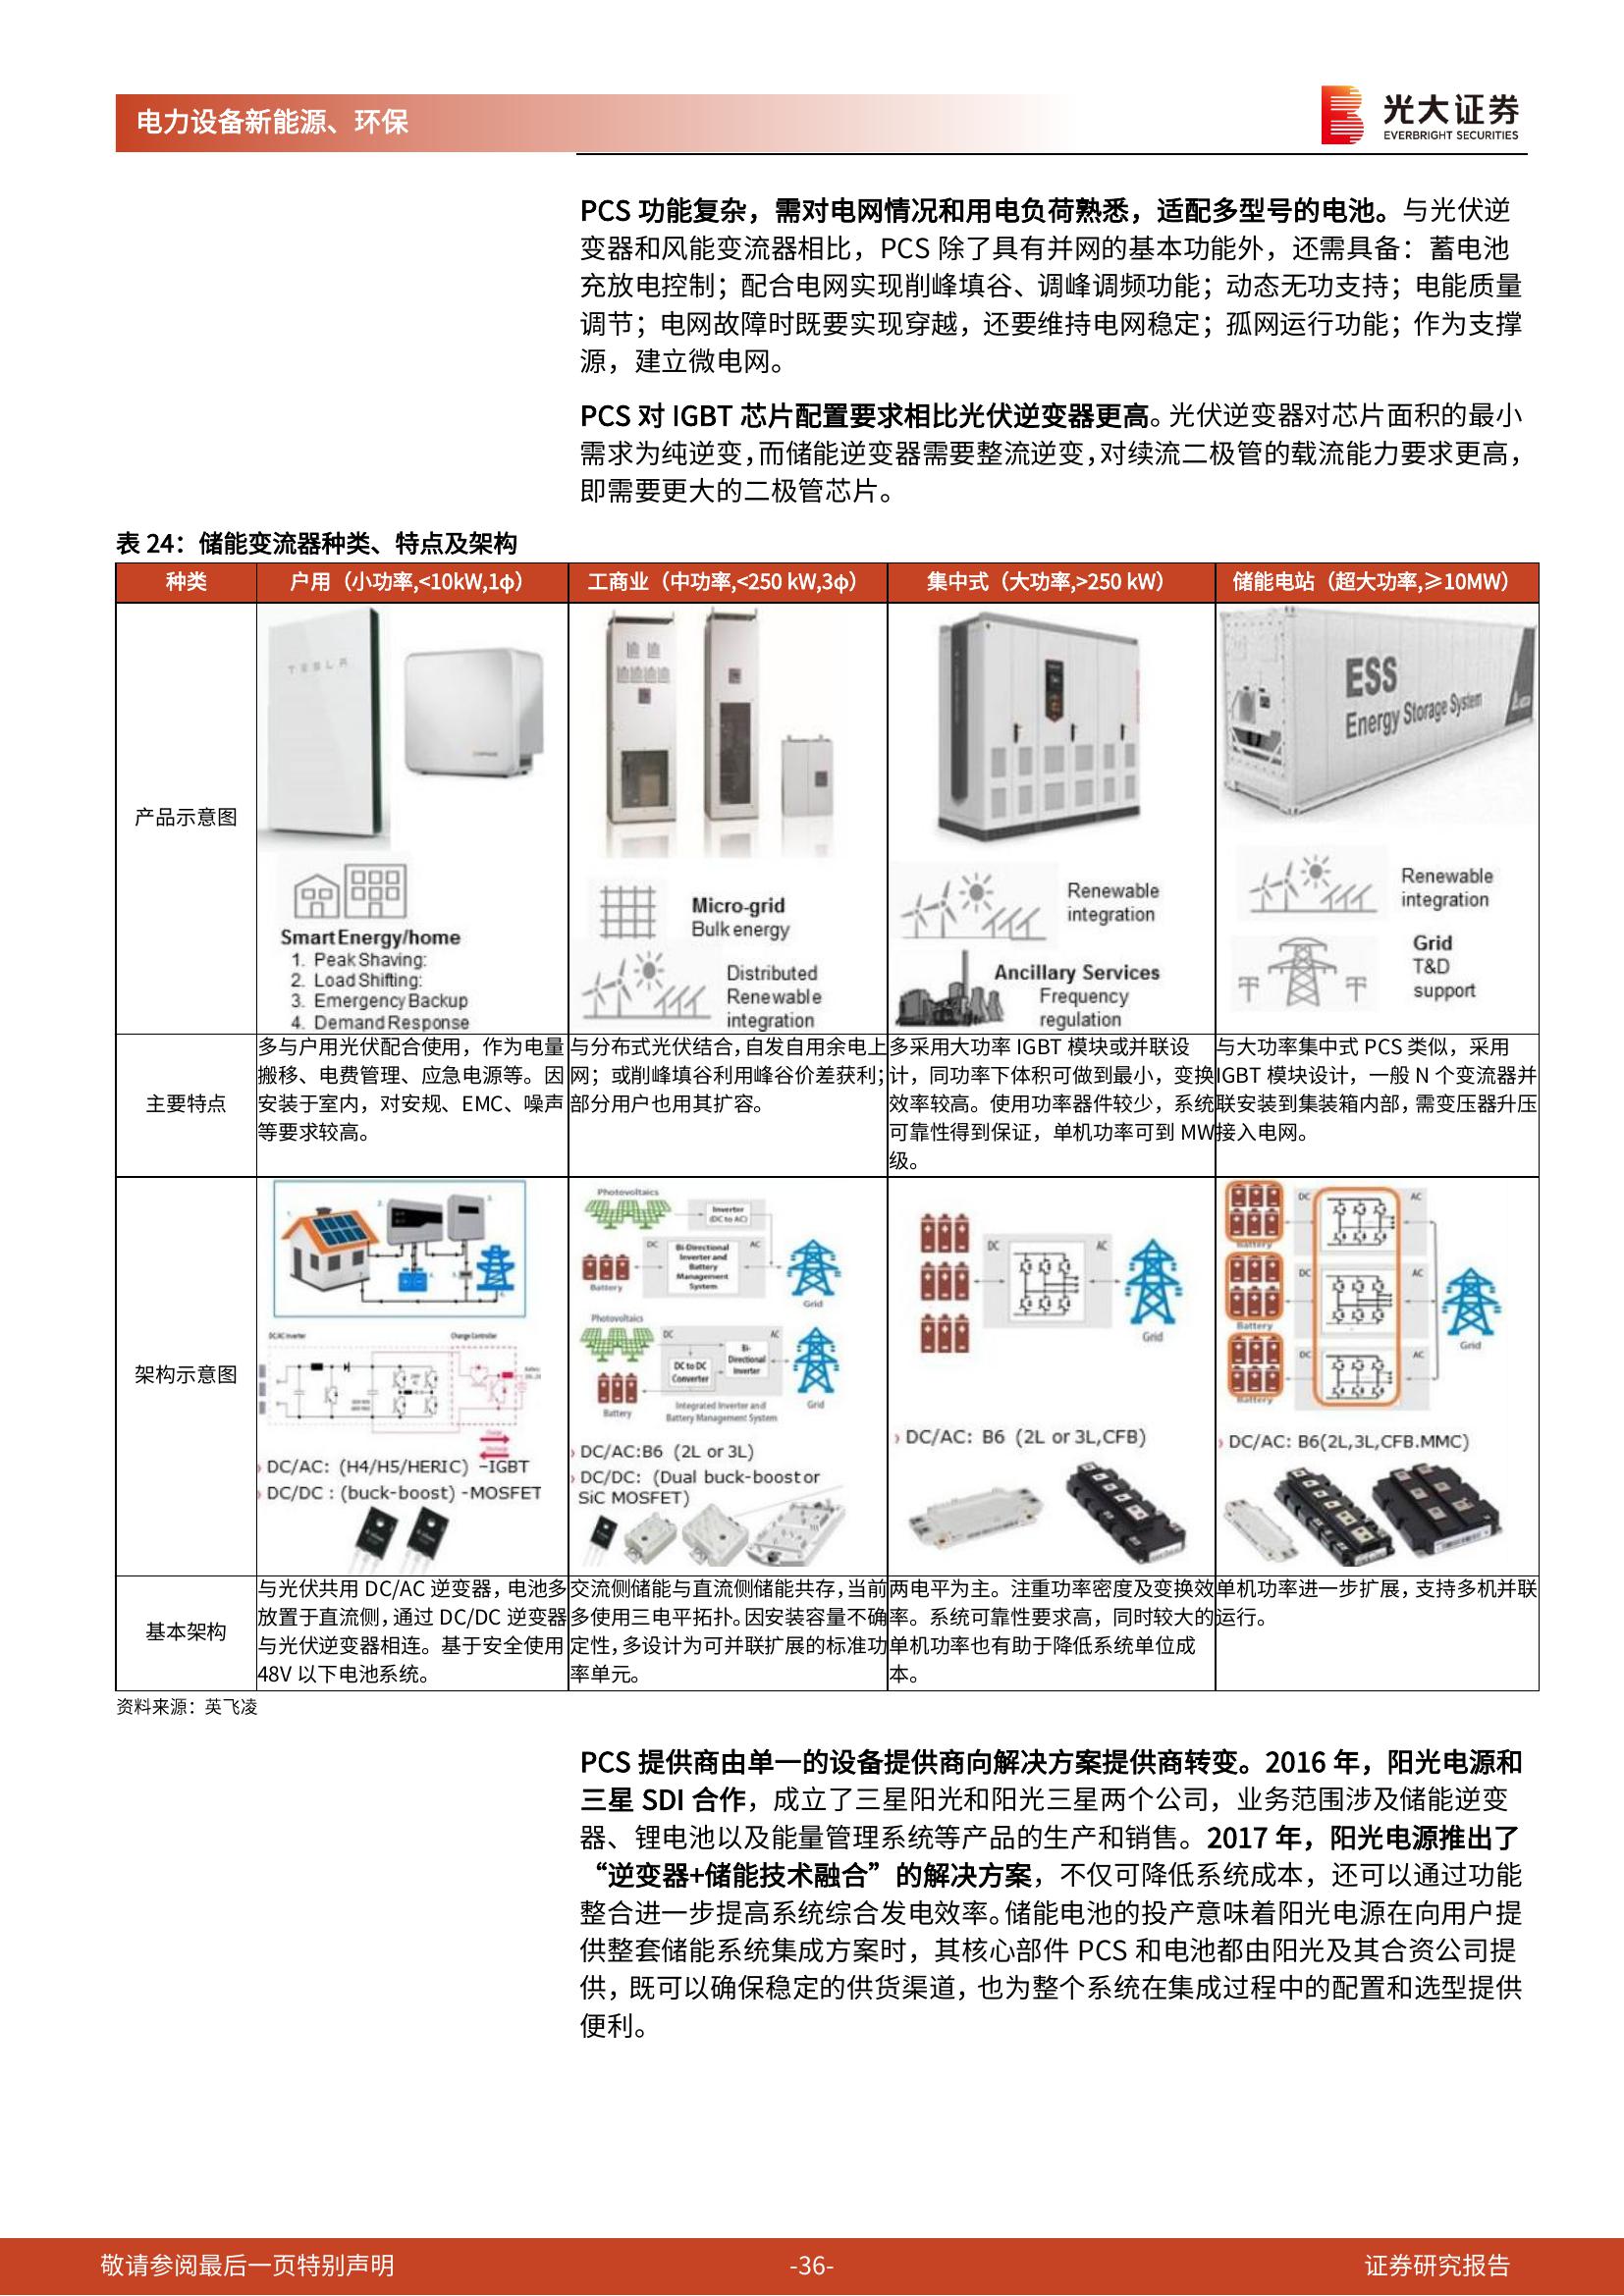 电力设备新能源、环保
光大证券
EVERBRIGHT SECURITIES
PCS 功能复杂，需对电网情况和用电负荷熟悉，适配多型号的电池。与光伏逆
变器和风能变流器相比，PCS 除了具有并网的基本功能外，还需具备：蓄电池
充放电控制；配合电网实现削峰填谷、调峰调频功能；动态无功支持；电能质量
调节；电网故障时既要实现穿越，还要维持电网稳定；孤网运行功能；作为支撑
源，建立微电网。
PCS 对 IGBT 芯片配置要求相比光伏逆变器更高。光伏逆变器对芯片面积的最小
需求为纯逆变，而储能逆变器需要整流逆变，对续流二极管的载流能力要求更高，
即需要更大的二极管芯片。
表 24：储能变流器种类、特点及架构
种类
户用（小功率,<10kW,1φ）
工商业（中功率,<250 kW,3φ）
集中式（大功率,>250 kW）
储能电站（超大功率,≥10MW）
产品示意图
TESLA
Smart Energy/home
1. Peak Shaving:
2. Load Shifting:
3. Emergency Backup
4. Demand Response
Micro-grid
Bulk energy
Distributed
Renewable
integration
Renewable
integration
Ancillary Services
Frequency
regulation
ESS
Energy Storage System
Renewable
integration
Grid
T&D
support
主要特点
多与户用光伏配合使用，作为电量
搬移、电费管理、应急电源等。因
安装于室内，对安规、EMC、噪声
等要求较高。
与分布式光伏结合，自发自用余电上
网；或削峰填谷利用峰谷价差获利；
部分用户也用其扩容。
多采用大功率 IGBT 模块或并联设
计，同功率下体积可做到最小，变换
效率较高。使用功率器件较少，系统
可靠性得到保证，单机功率可到 MW
级。
与大功率集中式 PCS 类似，采用
IGBT 模块设计，一般 N 个变流器并
联安装到集装箱内部，需变压器升压
接入电网。
架构示意图
DC/AC Inverter
Charge Controller
DC/AC: (H4/H5/HERIC) –IGBT
DC/DC : (buck-boost) -MOSFET
Photovoltaics
Inverter
(DC to AC)
DC
Bi-Directional
Inverter and
Battery
Management
System
AC
Battery
Grid
Photovoltaics
DC
AC
DC to DC
Converter
Bi-
Directional
Inverter
Battery
Integrated Inverter and
Battery Management System
Grid
DC/AC:B6 (2L or 3L)
DC/DC: (Dual buck-boost or
SiC MOSFET)
DC
AC
Grid
DC/AC: B6 (2L or 3L,CFB)
DC
AC
Battery
DC
AC
Battery
Grid
DC
AC
Battery
DC/AC: B6(2L,3L,CFB.MMC)
基本架构
与光伏共用 DC/AC 逆变器，电池多
放置于直流侧，通过 DC/DC 逆变器
与光伏逆变器相连。基于安全使用
48V 以下电池系统。
交流侧储能与直流侧储能共存，当前
多使用三电平拓扑。因安装容量不确
定性，多设计为可并联扩展的标准功
率单元。
两电平为主。注重功率密度及变换效
率。系统可靠性要求高，同时较大的
单机功率也有助于降低系统单位成
本。
单机功率进一步扩展，支持多机并联
运行。
资料来源：英飞凌
PCS 提供商由单一的设备提供商向解决方案提供商转变。2016 年，阳光电源和
三星 SDI 合作，成立了三星阳光和阳光三星两个公司，业务范围涉及储能逆变
器、锂电池以及能量管理系统等产品的生产和销售。2017 年，阳光电源推出了
“逆变器+储能技术融合”的解决方案，不仅可降低系统成本，还可以通过功能
整合进一步提高系统综合发电效率。储能电池的投产意味着阳光电源在向用户提
供整套储能系统集成方案时，其核心部件 PCS 和电池都由阳光及其合资公司提
供，既可以确保稳定的供货渠道，也为整个系统在集成过程中的配置和选型提供
便利。
敬请参阅最后一页特别声明
-36-
证券研究报告